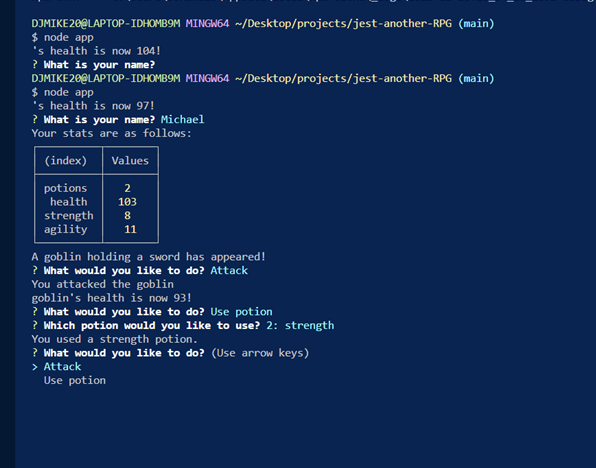 DJMIKE20@LAPTOP-IDHOMB9M MINGW64 ~/Desktop/projects/jest-another-RPG (main)
$ node app
's health is now 104!
? What is your name?
DJMIKE20@LAPTOP-IDHOMB9M MINGW64 ~/Desktop/projects/jest-another-RPG (main)
$ node app
's health is now 97!
? What is your name? Michael
Your stats are as follows:
(index) Values
potions 2
health 103
strength 8
agility 11
A goblin holding a sword has appeared!
? What would you like to do? Attack
You attacked the goblin
goblin's health is now 93!
? What would you like to do? Use potion
? Which potion would you like to use? 2: strength
You used a strength potion.
? What would you like to do? (Use arrow keys)
> Attack
Use potion